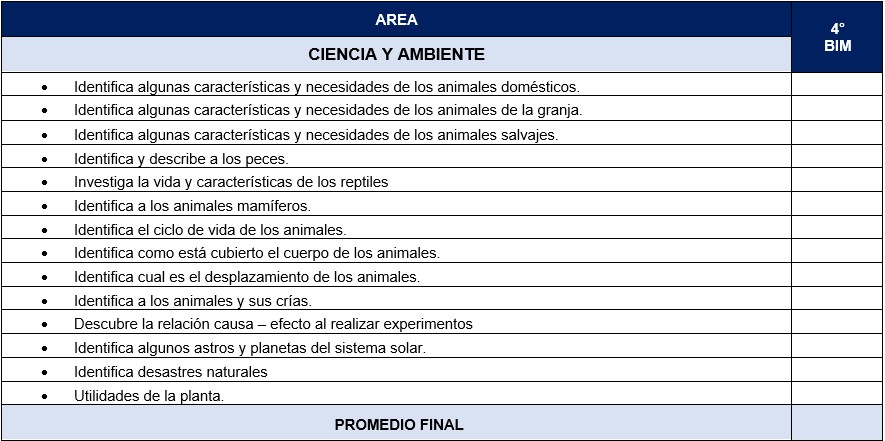 AREA
4°
BIM
CIENCIA Y AMBIENTE
• Identifica algunas características y necesidades de los animales domésticos.
• Identifica algunas características y necesidades de los animales de la granja.
• Identifica algunas características y necesidades de los animales salvajes.
• Identifica y describe a los peces.
• Investiga la vida y características de los reptiles
• Identifica a los animales mamíferos.
• Identifica el ciclo de vida de los animales.
• Identifica como está cubierto el cuerpo de los animales.
• Identifica cual es el desplazamiento de los animales.
• Identifica a los animales y sus crías.
• Descubre la relación causa – efecto al realizar experimentos
• Identifica algunos astros y planetas del sistema solar.
• Identifica desastres naturales
• Utilidades de la planta.
PROMEDIO FINAL